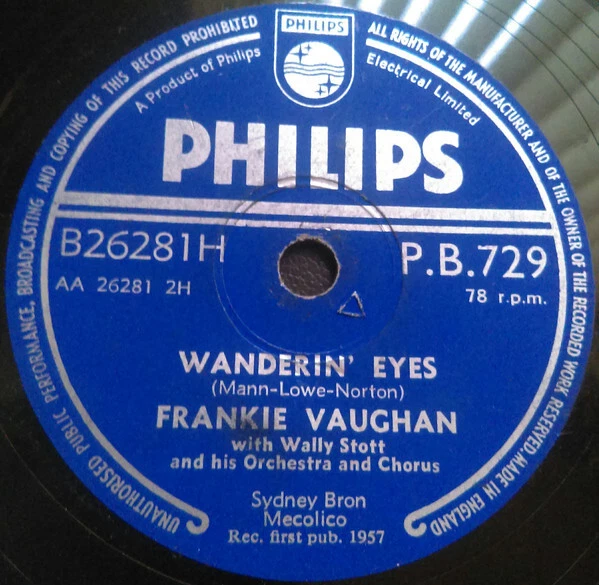 UNAUTHORISED PUBLIC PERFORMANCE, BROADCASTING AND COPYING OF THIS RECORD PROHIBITED
ALL RIGHTS OF THE MANUFACTURER AND OF THE OWNER OF THE RECORDED WORK RESERVED. MADE IN ENGLAND
PHILIPS
A Product of Philips Electrical Limited
PHILIPS
B26281H
P.B.729
AA 26281 2H
78 r.p.m.
WANDERIN' EYES
(Mann-Lowe-Norton)
FRANKIE VAUGHAN
with Wally Stott
and his Orchestra and Chorus
Sydney Bron
Mecolico
Rec. first pub. 1957